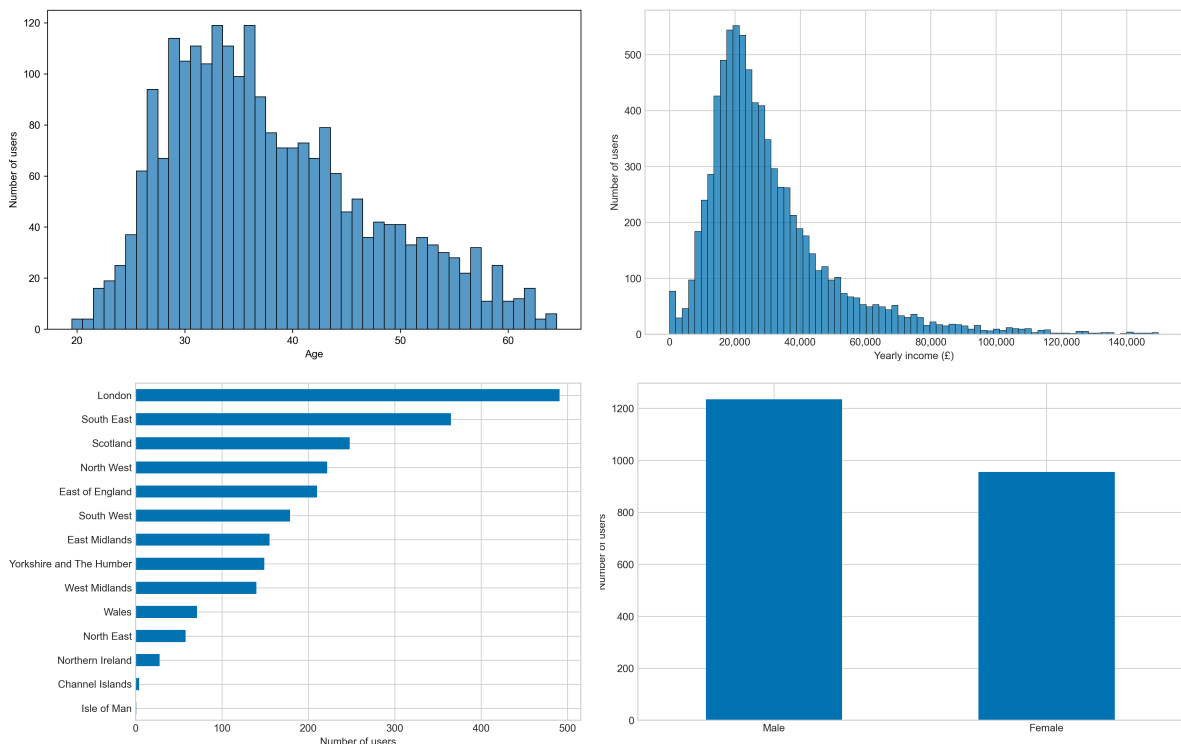 120
100
80
60
40
20
0
Number of users
20
30
40
50
60
Age
500
400
300
200
100
0
Number of users
0
20,000
40,000
60,000
80,000
100,000
120,000
140,000
Yearly income (£)
London
South East
Scotland
North West
East of England
South West
East Midlands
Yorkshire and The Humber
West Midlands
Wales
North East
Northern Ireland
Channel Islands
Isle of Man
0
100
200
300
400
500
Number of users
1200
1000
800
600
400
200
0
Number of users
Male
Female